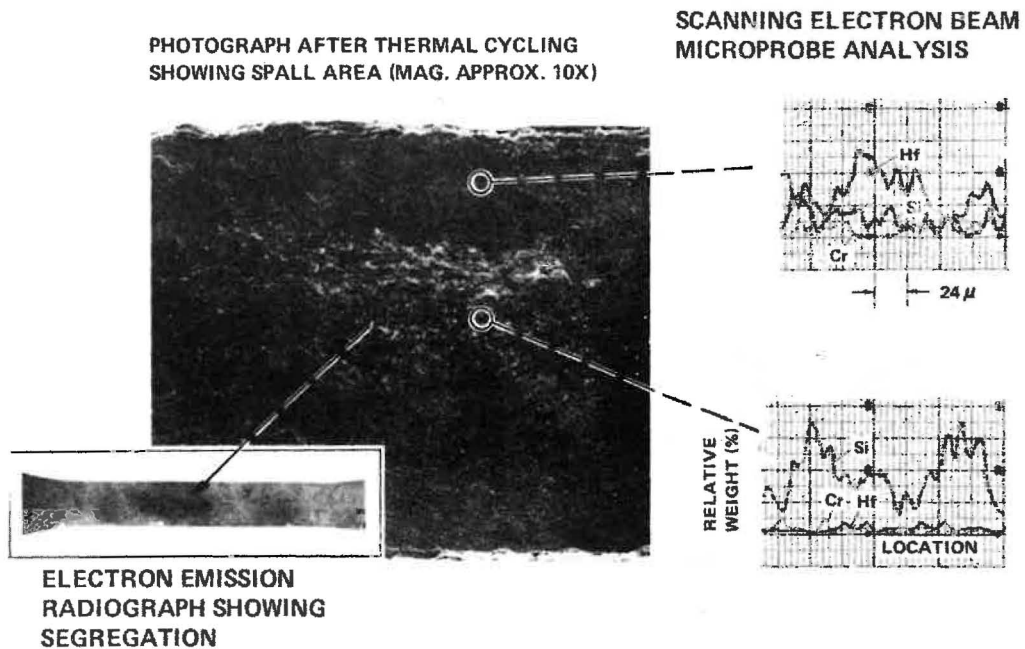 PHOTOGRAPH AFTER THERMAL CYCLING
SHOWING SPALL AREA (MAG. APPROX. 10X)
SCANNING ELECTRON BEAM
MICROPROBE ANALYSIS
Hf
Si
Cr
24 μ
RELATIVE
WEIGHT (%)
Si
Cr Hf
LOCATION
ELECTRON EMISSION
RADIOGRAPH SHOWING
SEGREGATION